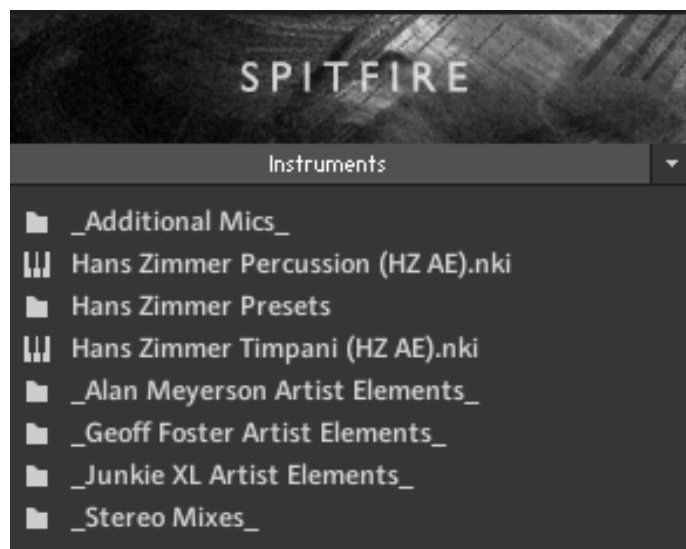 SPITFIRE
Instruments
_Additional Mics_
Hans Zimmer Percussion (HZ AE).nki
Hans Zimmer Presets
Hans Zimmer Timpani (HZ AE).nki
_Alan Meyerson Artist Elements_
_Geoff Foster Artist Elements_
_Junkie XL Artist Elements_
_Stereo Mixes_